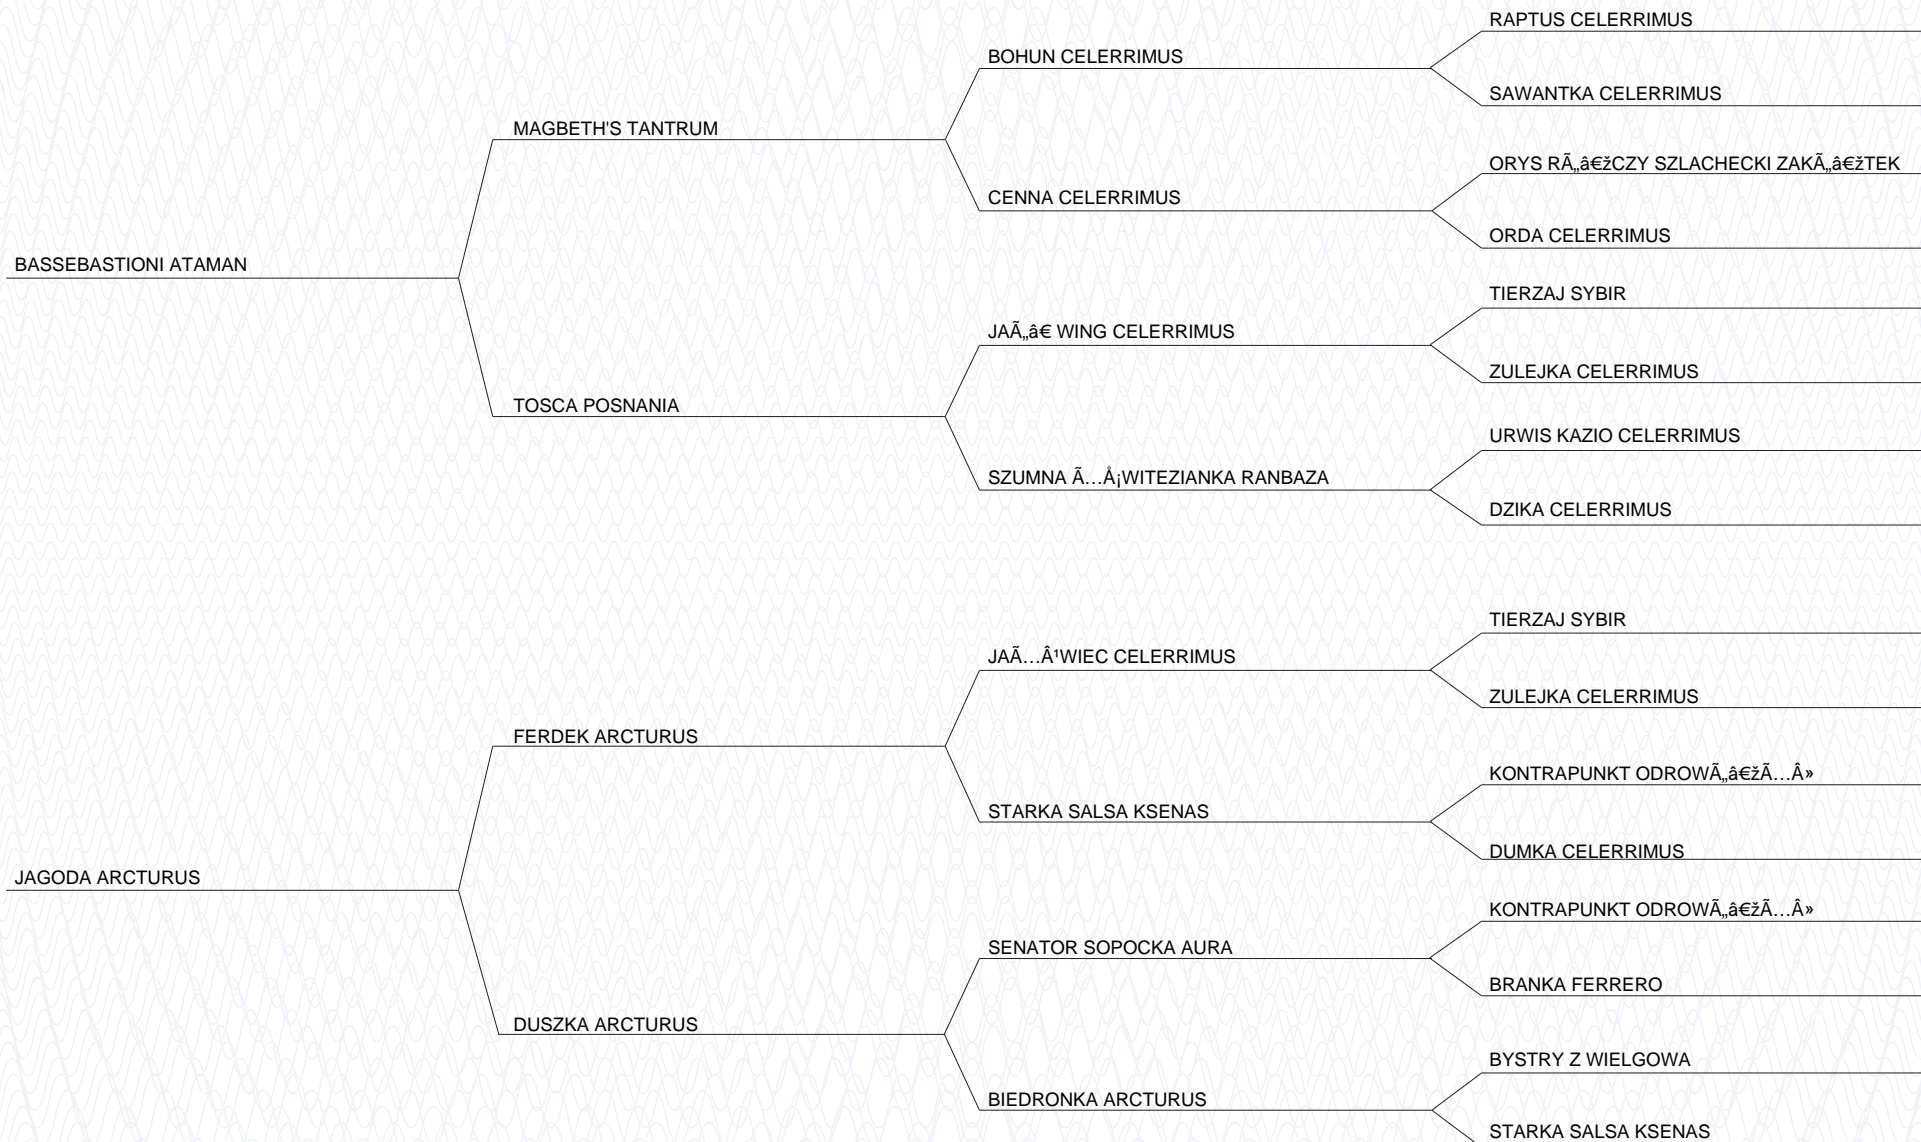 RAPTUS CELERRIMUS
BOHUN CELERRIMUS
SAWANTKA CELERRIMUS
MAGBETH'S TANTRUM
ORYS RÃ„â€žCZY SZLACHECKI ZAKÃ„â€žTEK
CENNA CELERRIMUS
ORDA CELERRIMUS
BASSEBASTIONI ATAMAN
TIERZAJ SYBIR
JAÃ„â€ WING CELERRIMUS
ZULEJKA CELERRIMUS
TOSCA POSNANIA
URWIS KAZIO CELERRIMUS
SZUMNA Ã…Å¡WITEZIANKA RANBAZA
DZIKA CELERRIMUS
TIERZAJ SYBIR
JAÃ…Â¹WIEC CELERRIMUS
ZULEJKA CELERRIMUS
FERDEK ARCTURUS
KONTRAPUNKT ODROWÃ„â€žÃ…Â»
STARKA SALSA KSENAS
DUMKA CELERRIMUS
JAGODA ARCTURUS
KONTRAPUNKT ODROWÃ„â€žÃ…Â»
SENATOR SOPOCKA AURA
BRANKA FERRERO
DUSZKA ARCTURUS
BYSTRY Z WIELGOWA
BIEDRONKA ARCTURUS
STARKA SALSA KSENAS